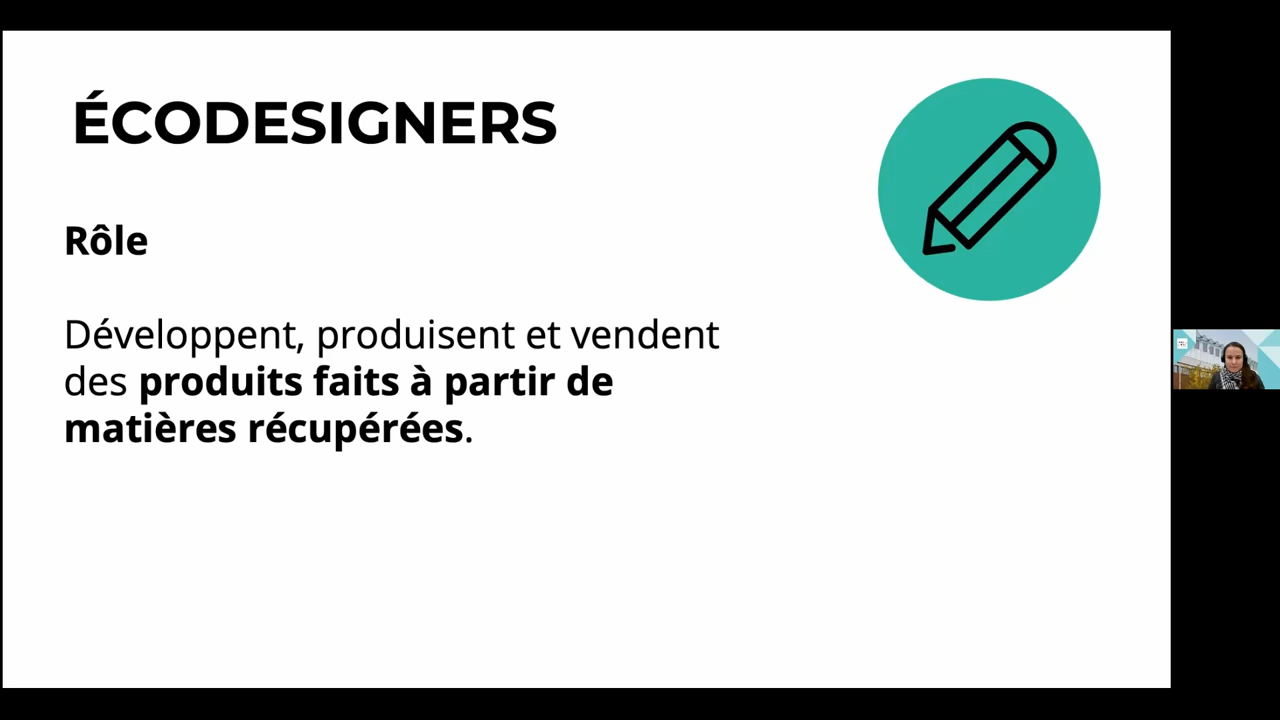 ÉCODESIGNERS
Rôle
Développent, produisent et vendent
des produits faits à partir de
matières récupérées.